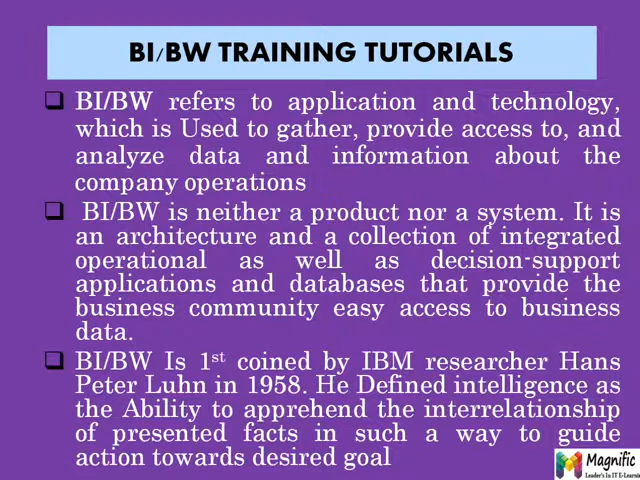 BI/BW TRAINING TUTORIALS
BI/BW refers to application and technology,
which is Used to gather, provide access to, and
analyze data and information about the
company operations
BI/BW is neither a product nor a system. It is
an architecture and a collection of integrated
operational as well as decision-support
applications and databases that provide the
business community easy access to business
data.
BI/BW Is 1st coined by IBM researcher Hans
Peter Luhn in 1958. He Defined intelligence as
the Ability to apprehend the interrelationship
of presented facts in such a way to guide
action towards desired goal
Magnific
Leader's In IT E-Learni